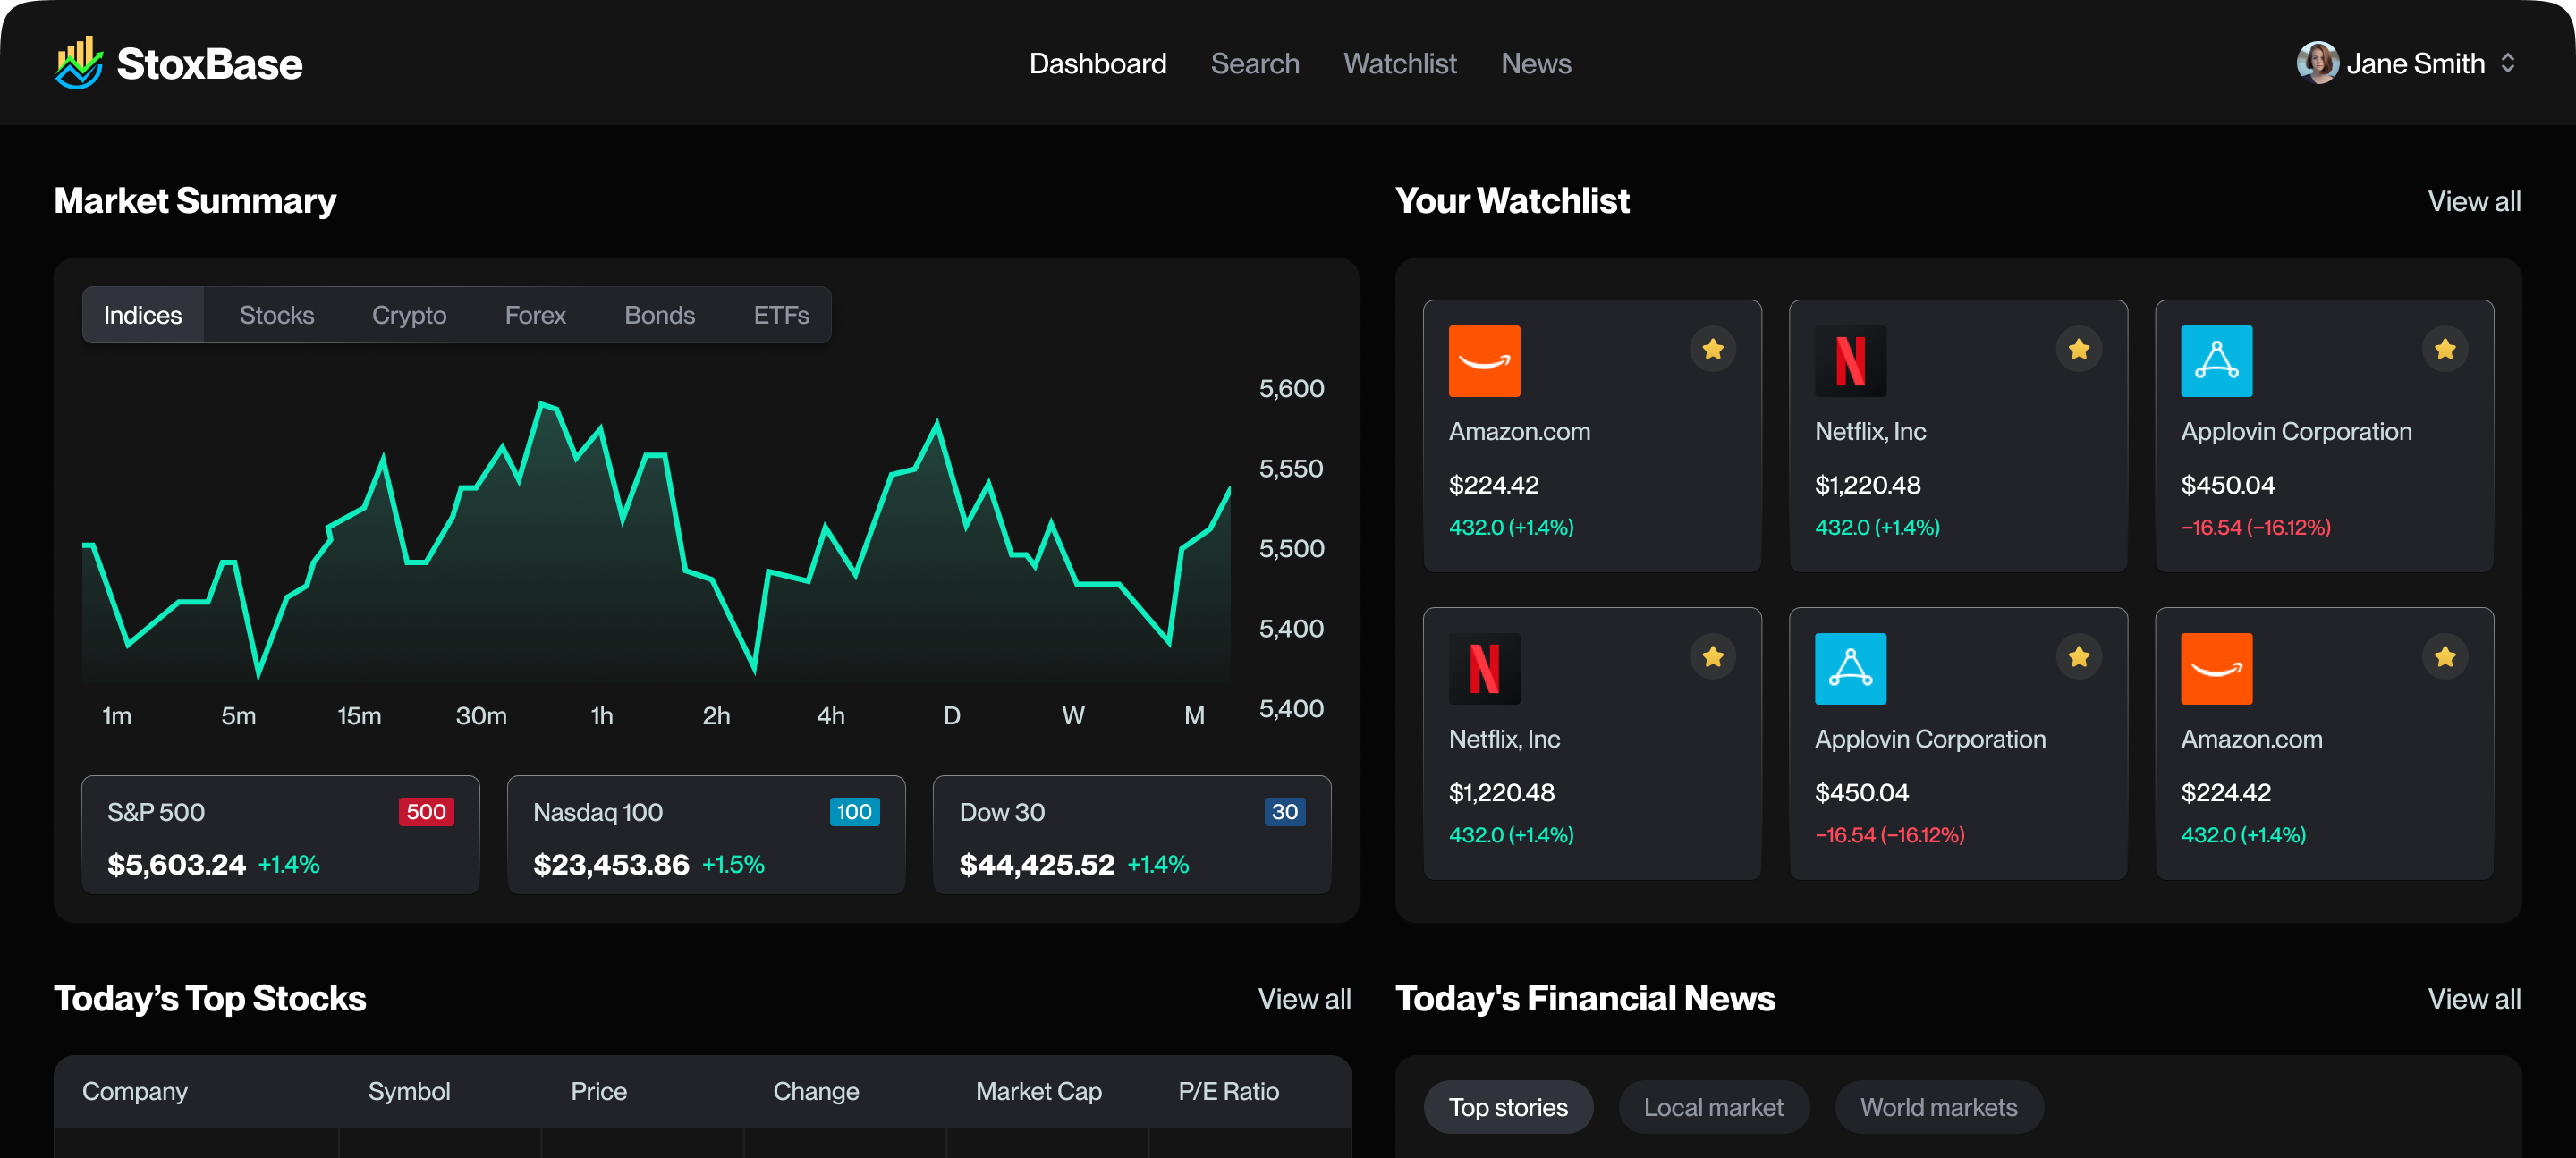 StoxBase
Dashboard Search Watchlist News
Jane Smith
Market Summary
Indices Stocks Crypto Forex Bonds ETFs
5,600
5,550
5,500
5,400
5,400
1m 5m 15m 30m 1h 2h 4h D W M
S&P 500 500
$5,603.24 +1.4%
Nasdaq 100 100
$23,453.86 +1.5%
Dow 30 30
$44,425.52 +1.4%
Your Watchlist View all
Amazon.com
$224.42
432.0 (+1.4%)
N
Netflix, Inc
$1,220.48
432.0 (+1.4%)
Applovin Corporation
$450.04
−16.54 (−16.12%)
N
Netflix, Inc
$1,220.48
432.0 (+1.4%)
Applovin Corporation
$450.04
−16.54 (−16.12%)
Amazon.com
$224.42
432.0 (+1.4%)
Today’s Top Stocks View all
Company Symbol Price Change Market Cap P/E Ratio
Today's Financial News View all
Top stories Local market World markets